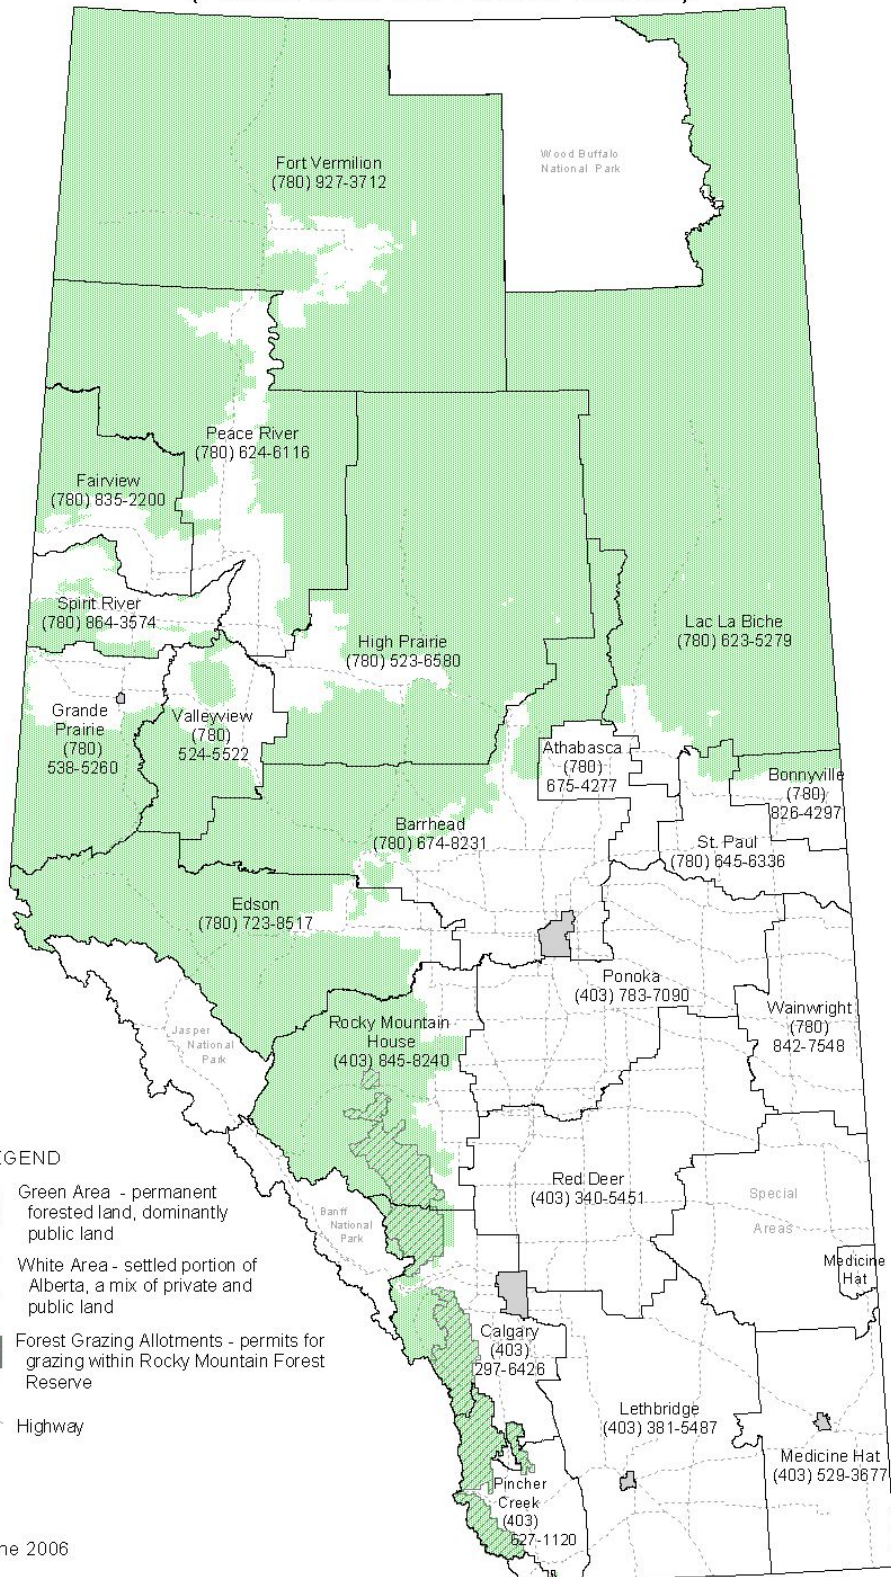 Fort Vermilion
(780) 927-3712
Wood Buffalo
National Park
Peace River
(780) 624-6116
Fairview
(780) 835-2200
Spirit River
(780) 864-3574
High Prairie
(780) 523-6580
Lac La Biche
(780) 623-5279
Grande
Prairie
(780)
538-5260
Valleyview
(780)
524-5522
Athabasca
(780)
675-4277
Bonnyville
(780)
826-4297
Barrhead
(780) 674-8231
St. Paul
(780) 645-6336
Edson
(780) 723-8517
Ponoka
(403) 783-7090
Wainwright
(780)
842-7548
Jasper
National
Park
Rocky Mountain
House
(403) 845-8240
Red Deer
(403) 340-5451
Special
Areas
Banff
National
Park
Medicine
Hat
Calgary
(403)
297-6426
Lethbridge
(403) 381-5487
Medicine Hat
(403) 529-3677
Pincher
Creek
(403)
627-1120
EGEND
Green Area - permanent
forested land, dominantly
public land
White Area - settled portion of
Alberta, a mix of private and
public land
Forest Grazing Allotments - permits for
grazing within Rocky Mountain Forest
Reserve
Highway
ne 2006